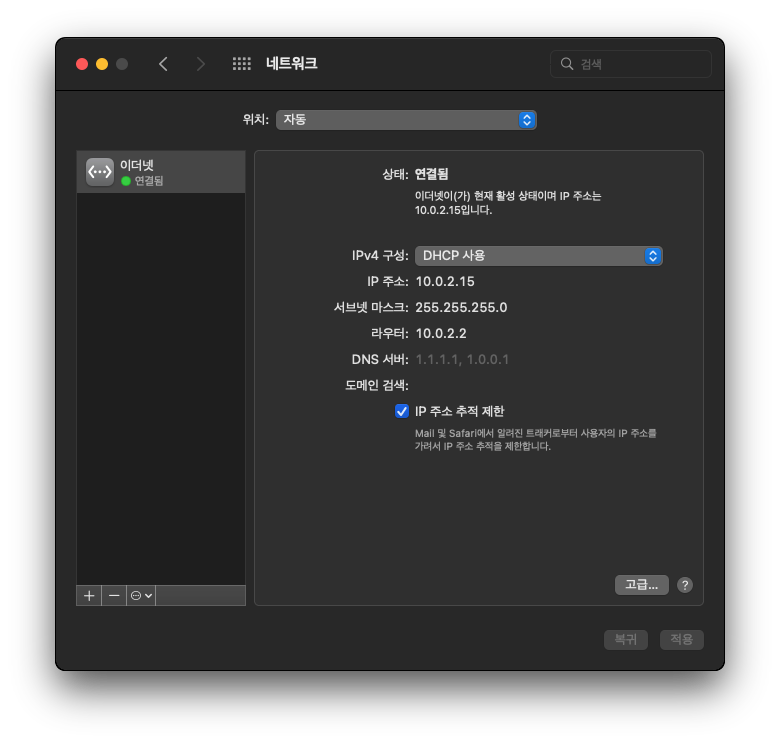 네트워크
검색
위치: 자동
이더넷
연결됨
상태: 연결됨
이더넷이(가) 현재 활성 상태이며 IP 주소는
10.0.2.15입니다.
IPv4 구성: DHCP 사용
IP 주소: 10.0.2.15
서브넷 마스크: 255.255.255.0
라우터: 10.0.2.2
DNS 서버: 1.1.1.1, 1.0.0.1
도메인 검색:
IP 주소 추적 제한
Mail 및 Safari에서 알려진 트래커로부터 사용자의 IP 주소를
가려서 IP 주소 추적을 제한합니다.
고급... ?
복귀 적용